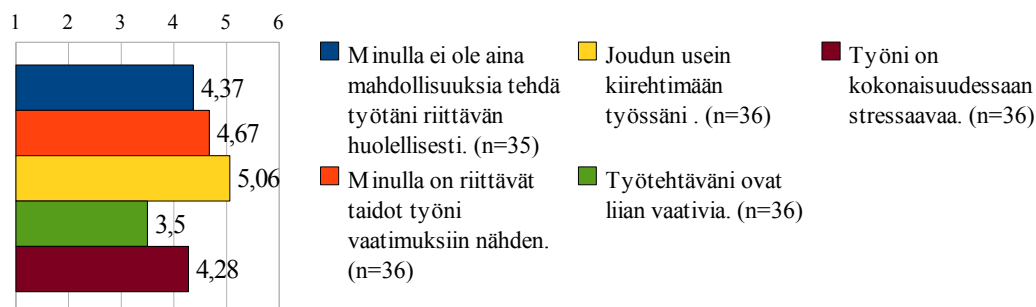 1 2 3 4 5 6
4,37
4,67
5,06
3,5
4,28
Minulla ei ole aina
mahdollisuuksia tehdä
työtäni riittävän
huolellisesti. (n=35)
Minulla on riittävät
taidot työni
vaatimuksiin nähden.
(n=36)
Joudun usein
kiirehtimään
työssäni . (n=36)
Työtehtäväni ovat
liian vaativia. (n=36)
Työni on
kokonaisuudessaan
stressaavaa. (n=36)